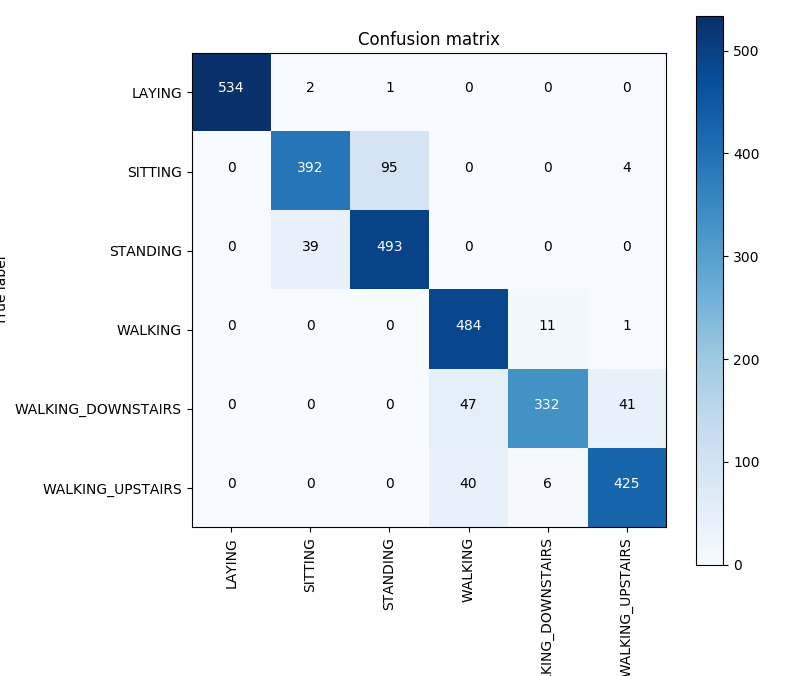 Confusion matrix
LAYING 534 2 1 0 0 0
SITTING 0 392 95 0 0 4
STANDING 0 39 493 0 0 0
WALKING 0 0 0 484 11 1
WALKING_DOWNSTAIRS 0 0 0 47 332 41
WALKING_UPSTAIRS 0 0 0 40 6 425
True label
LAYING
SITTING
STANDING
WALKING
KING_DOWNSTAIRS
WALKING_UPSTAIRS
500
400
300
200
100
0